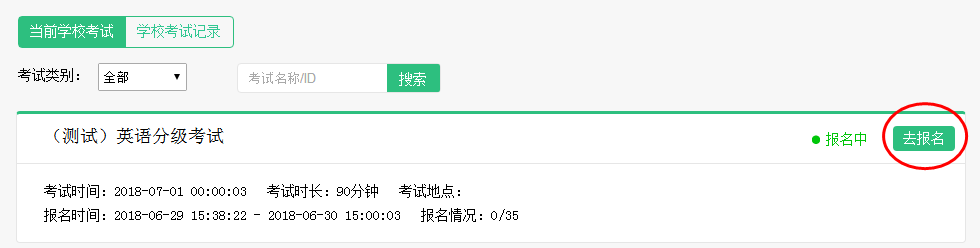 当前学校考试 学校考试记录
考试类别： 全部 考试名称/ID 搜索
（测试）英语分级考试 报名中 去报名
考试时间：2018-07-01 00:00:03 考试时长：90分钟 考试地点：
报名时间：2018-06-29 15:38:22 - 2018-06-30 15:00:03 报名情况：0/35